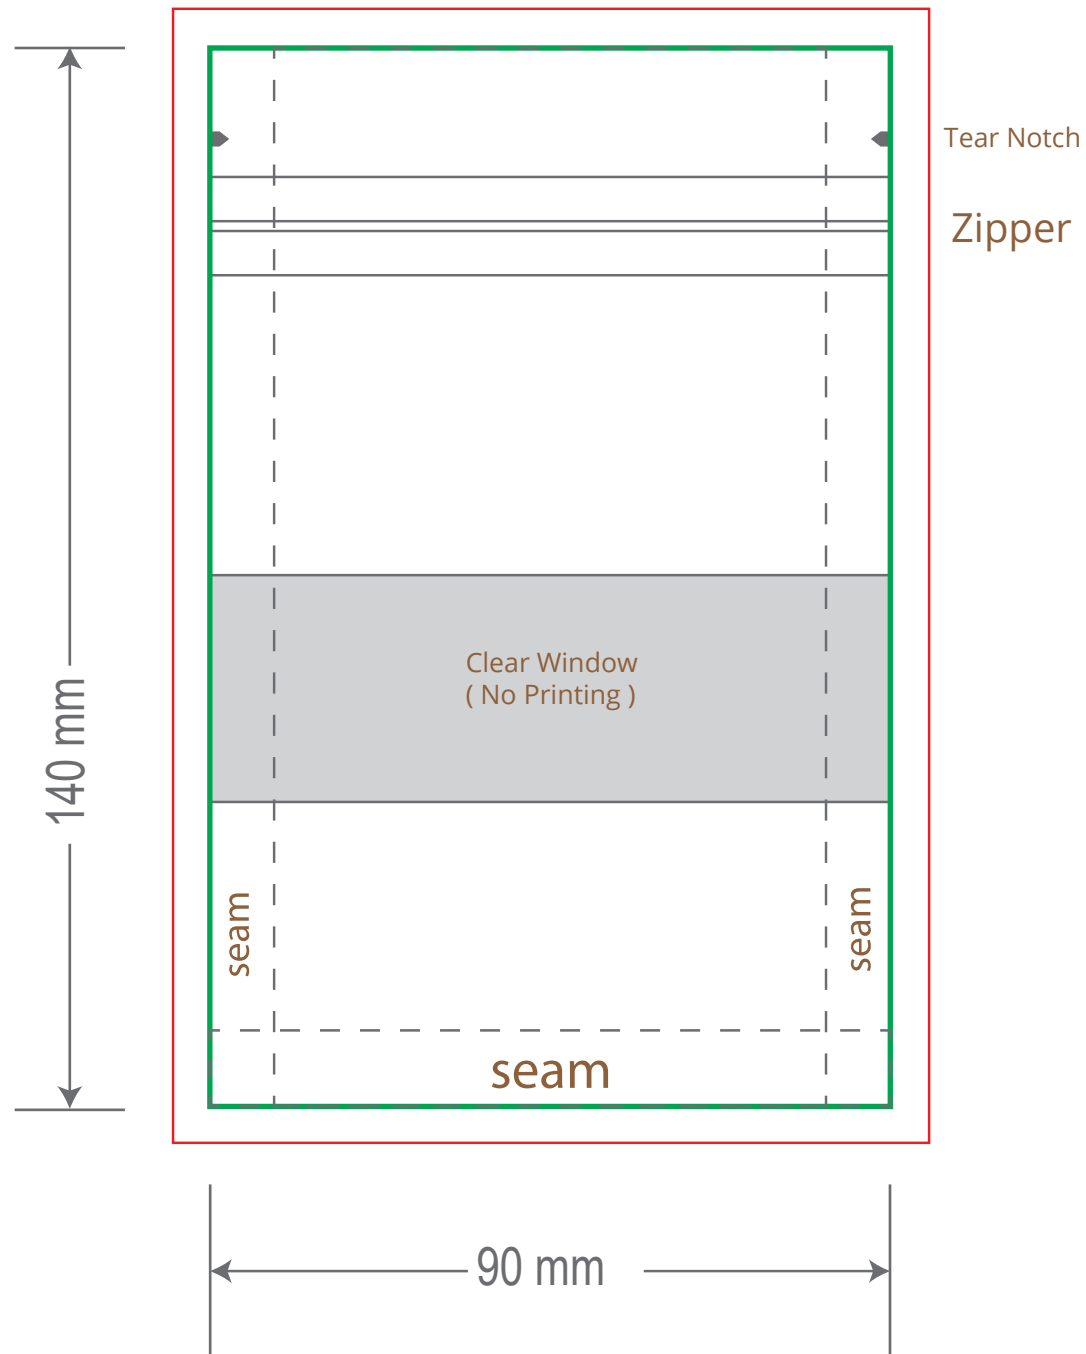 Tear Notch
Zipper
Clear Window
( No Printing )
140 mm
seam
seam
seam
90 mm